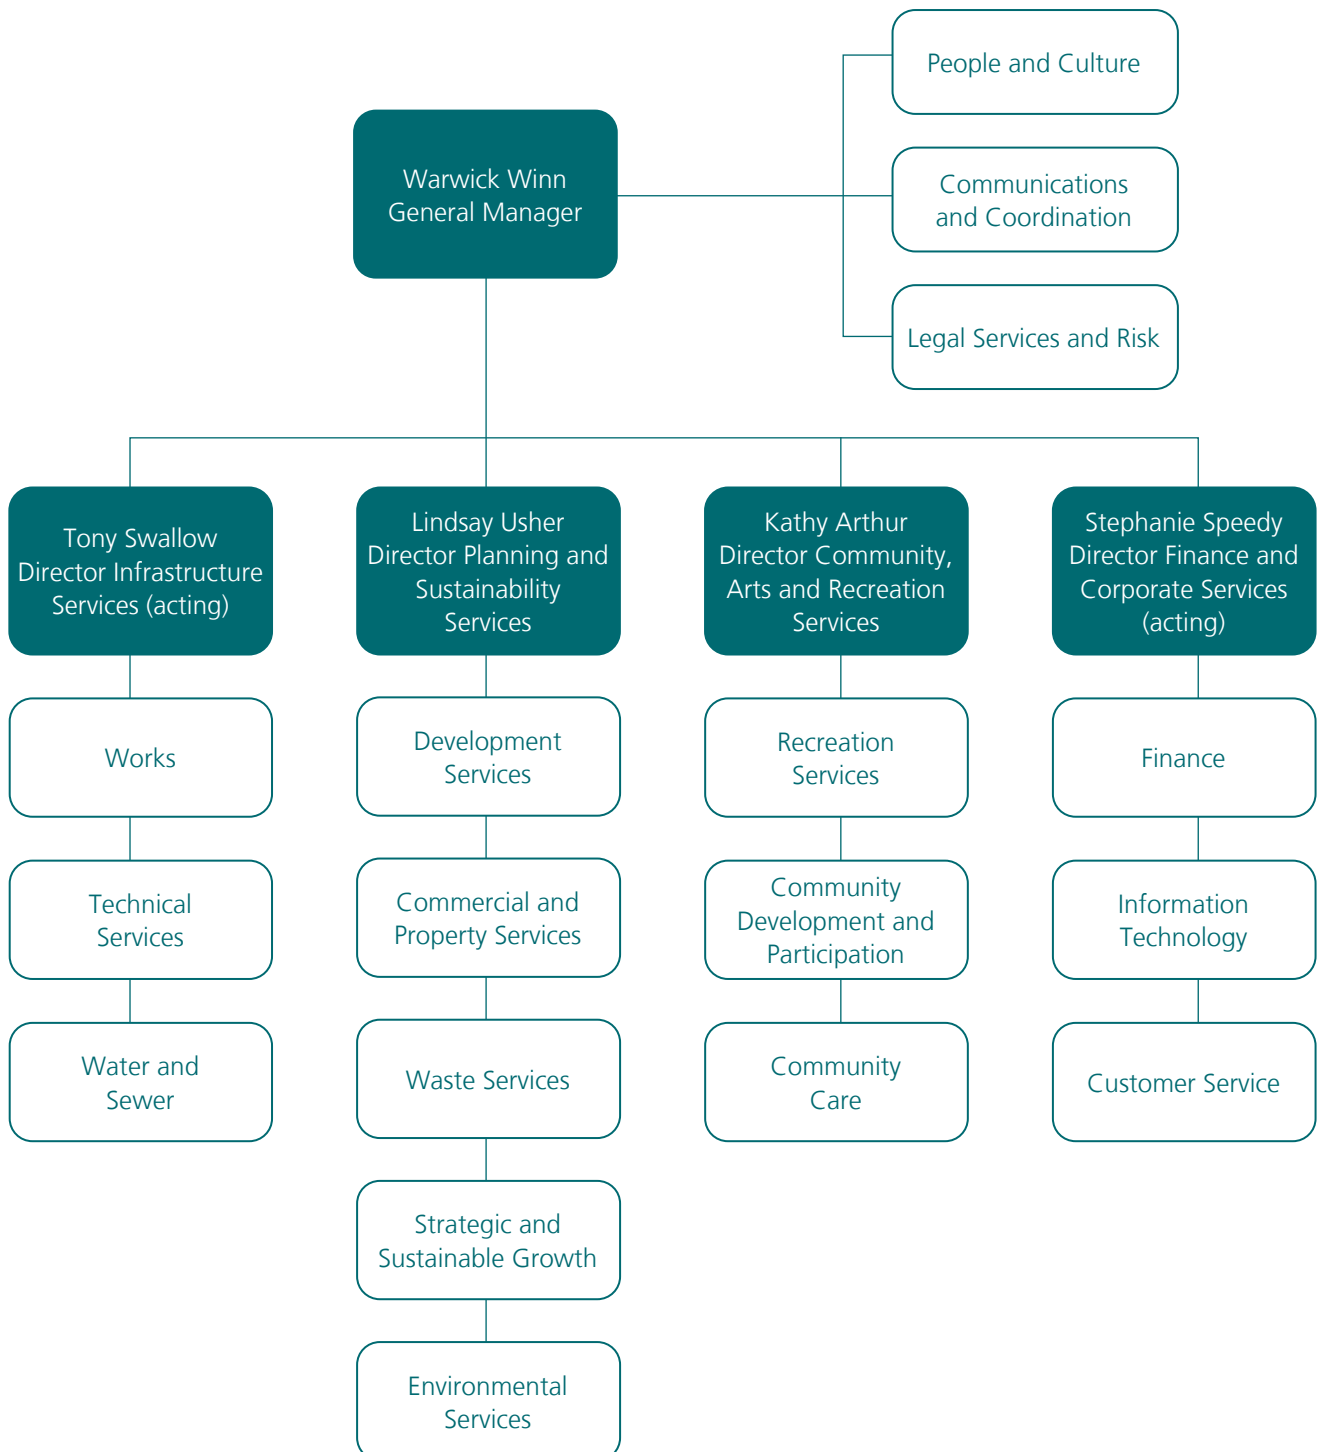 People and Culture
Warwick Winn
General Manager
Communications
and Coordination
Legal Services and Risk
Tony Swallow
Director Infrastructure
Services (acting)
Lindsay Usher
Director Planning and
Sustainability
Services
Kathy Arthur
Director Community,
Arts and Recreation
Services
Stephanie Speedy
Director Finance and
Corporate Services
(acting)
Works
Technical
Services
Water and
Sewer
Development
Services
Commercial and
Property Services
Waste Services
Strategic and
Sustainable Growth
Environmental
Services
Recreation
Services
Community
Development and
Participation
Community
Care
Finance
Information
Technology
Customer Service